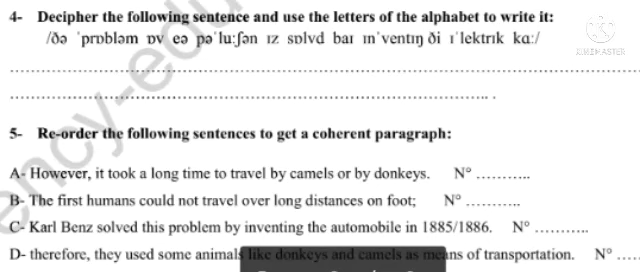 4- Decipher the following sentence and use the letters of the alphabet to write it:
/ðə ˈprɒbləm ɒv eə pəˈluːʃən ɪz sɒlvd baɪ ɪnˈventɪŋ ði ɪˈlektrɪk kɑː/
KINEMASTER
........................................................................
........................................................................ .
5- Re-order the following sentences to get a coherent paragraph:
A- However, it took a long time to travel by camels or by donkeys. N° ...........
B- The first humans could not travel over long distances on foot; N° ...........
C- Karl Benz solved this problem by inventing the automobile in 1885/1886. N° ...........
D- therefore, they used some animals like donkeys and camels as means of transportation. N° ....